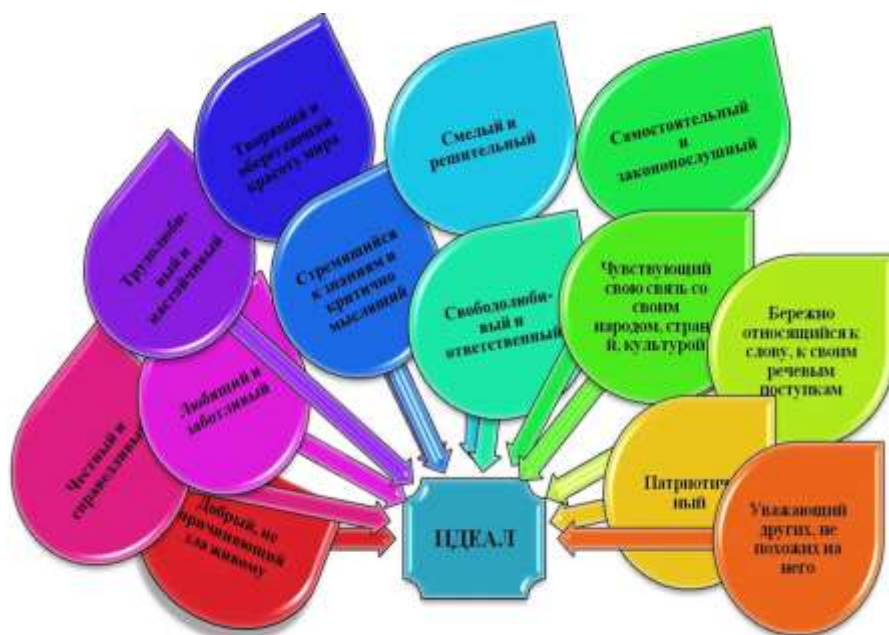 Творящий и
оберегающий
красоту мира
Смелый и
решительный
Самостоятельный
и
законопослушный
Трудолюби-
вый и
настойчивый
Стремящийся
к знаниям и
критично
мыслящий
Свободолюби-
вый и
ответственный
Чувствующий
свою связь со
своим
народом, стран
й, культурой
Бережно
относящийся к
слову, к своим
речевым
поступкам
Честный и
справедливый
Любящий и
заботливый
Патриотич
ный
Добрый, не
причиняющий
зла живому
ИДЕАЛ
Уважающий
других, не
похожих на
него